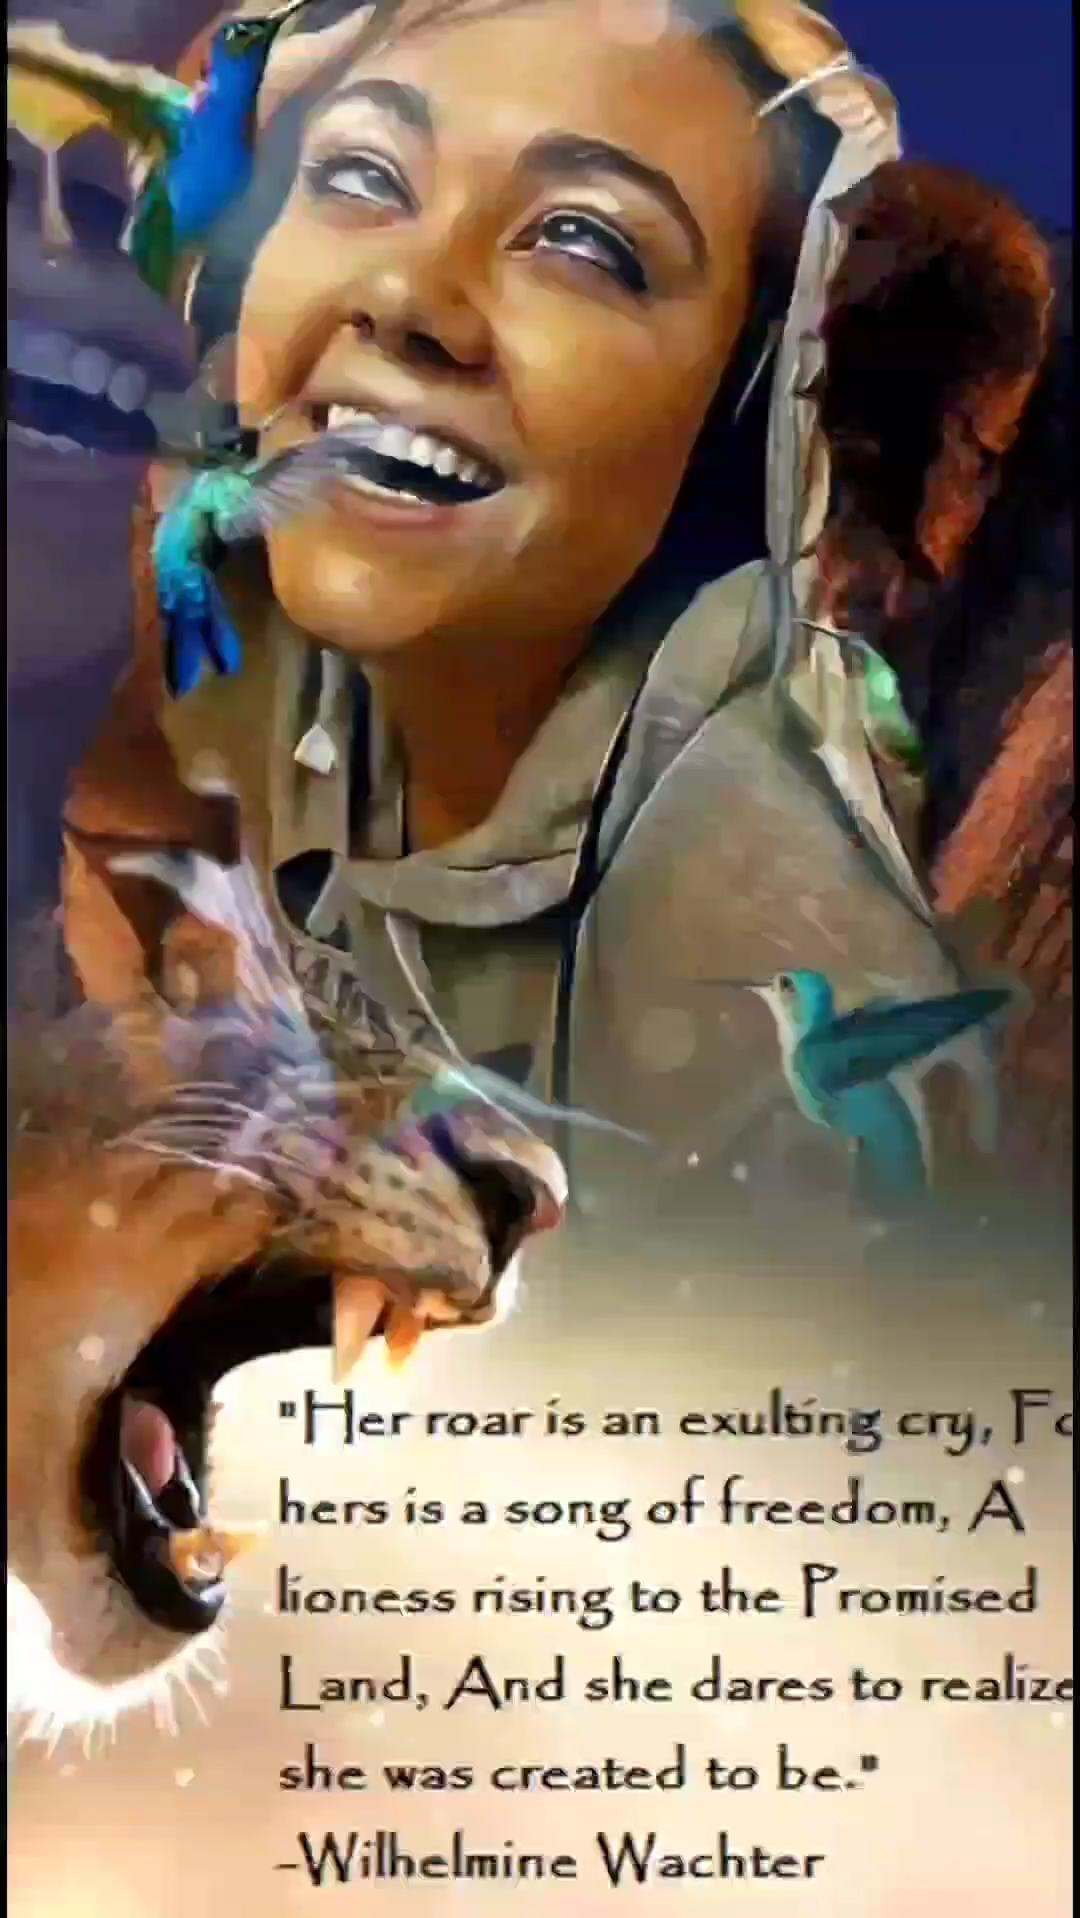 "Her roar is an exulting cry,
hers is a song of freedom, A
lioness rising to the Promised
Land, And she dares to realize
she was created to be."
-Wilhelmine Wachter